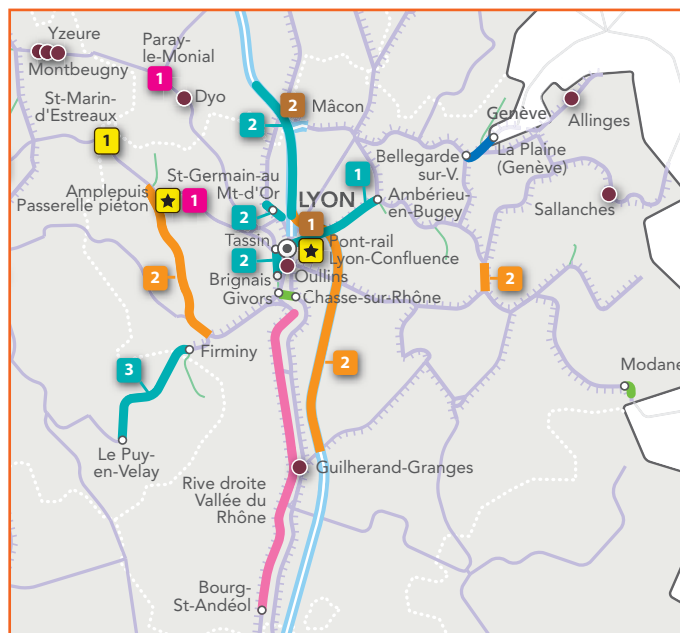 Yzeure
Montbeugny
Paray-
le-Monial
1
Dyo
St-Marin-
d'Estreaux
1
2
Mâcon
2
Genève
Allinges
La Plaine
(Genève)
Bellegarde
sur-V.
St-Germain-au
Mt-d'Or
LYON
1
Ambérieu-
en-Bugey
Sallanches
Amplepuis
Passerelle piéton
1
2
1
Tassin
Pont-rail
Lyon-Confluence
2
Oullins
Brignais
Givors
Chasse-sur-Rhône
2
2
Firminy
2
Modane
3
Le Puy-
en-Velay
Guilherand-Granges
Rive droite
Vallée du
Rhône
Bourg-
St-Andéol